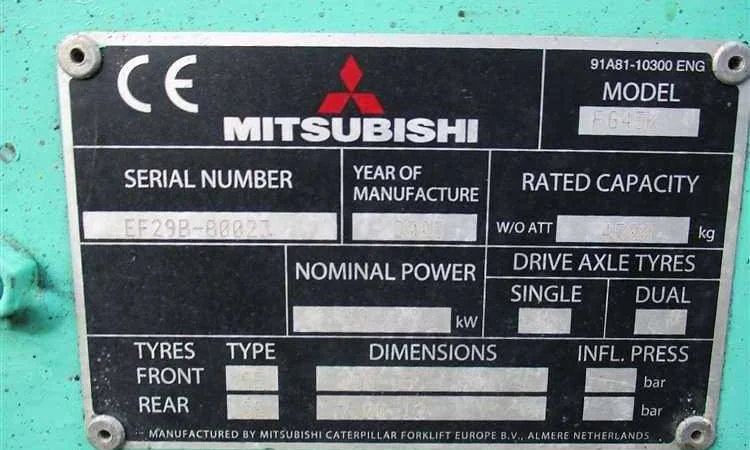 91A81-10300 ENG
CE
MITSUBISHI
MODEL
SERIAL NUMBER
YEAR OF
MANUFACTURE
RATED CAPACITY
W/O ATT
kg
NOMINAL POWER
kW
DRIVE AXLE TYRES
SINGLE
DUAL
TYRES TYPE DIMENSIONS INFL. PRESS
FRONT bar
REAR bar
MANUFACTURED BY MITSUBISHI CATERPILLAR FORKLIFT EUROPE B.V., ALMERE NETHERLANDS